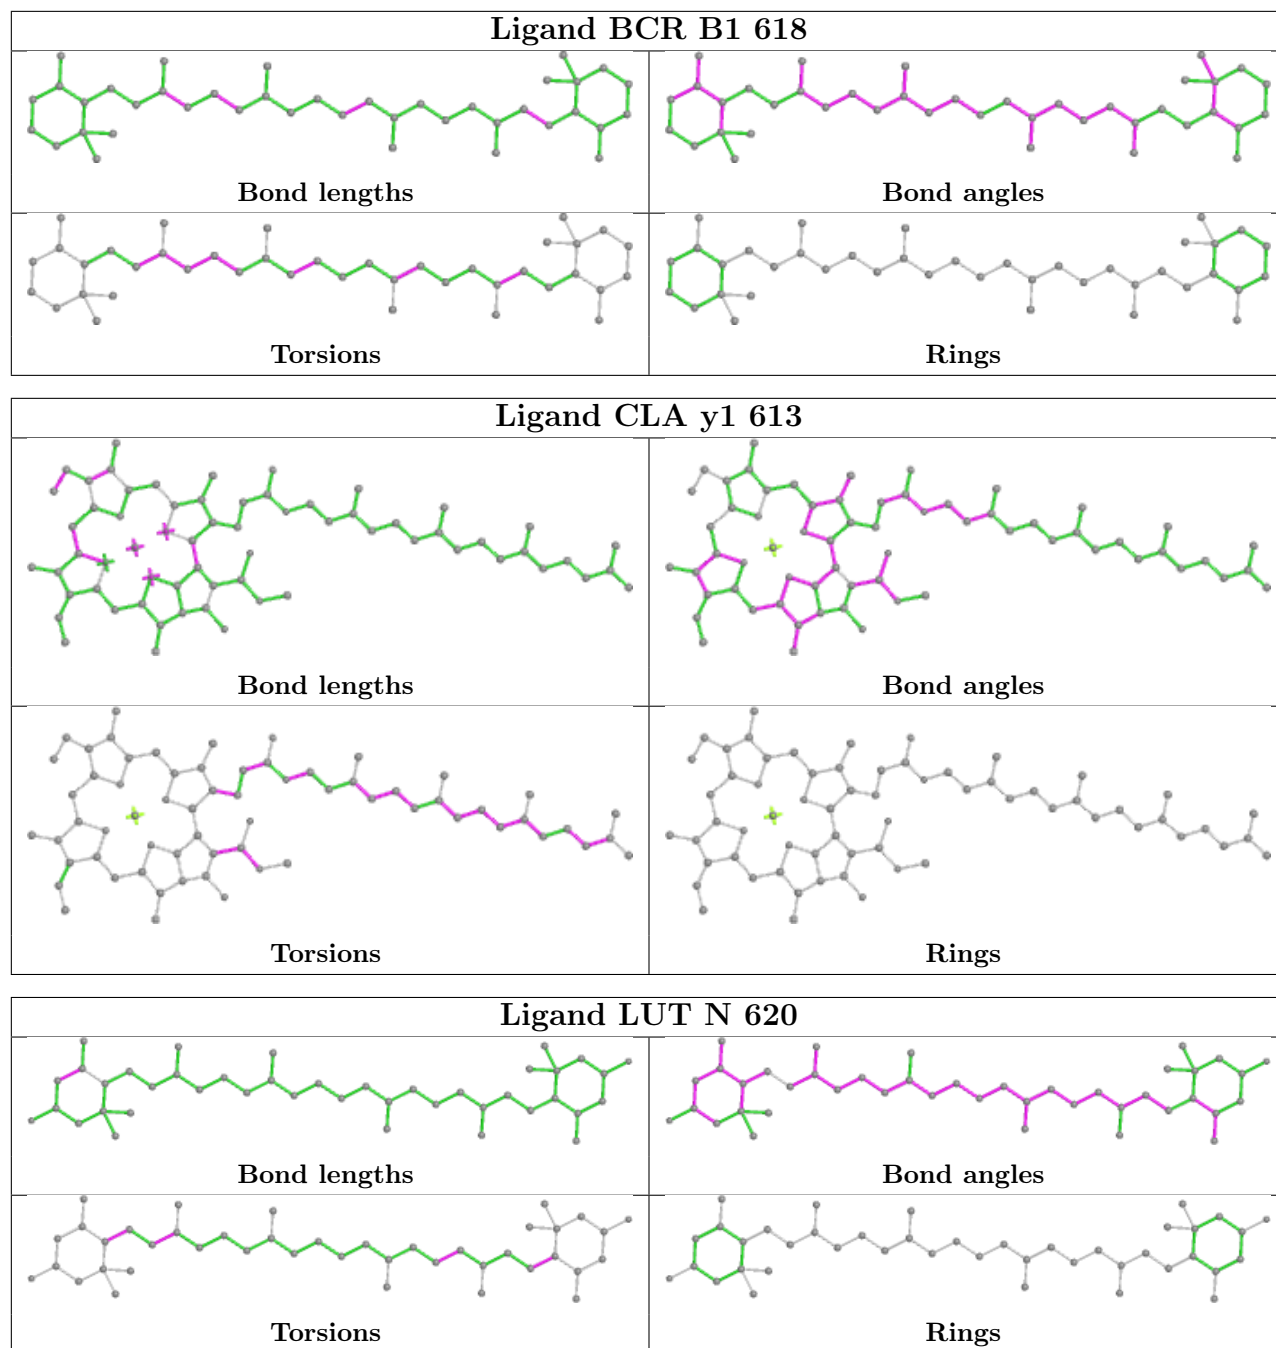 Ligand BCR B1 618
Bond lengths
Bond angles
Torsions
Rings
Ligand CLA y1 613
Bond lengths
Bond angles
Torsions
Rings
Ligand LUT N 620
Bond lengths
Bond angles
Torsions
Rings